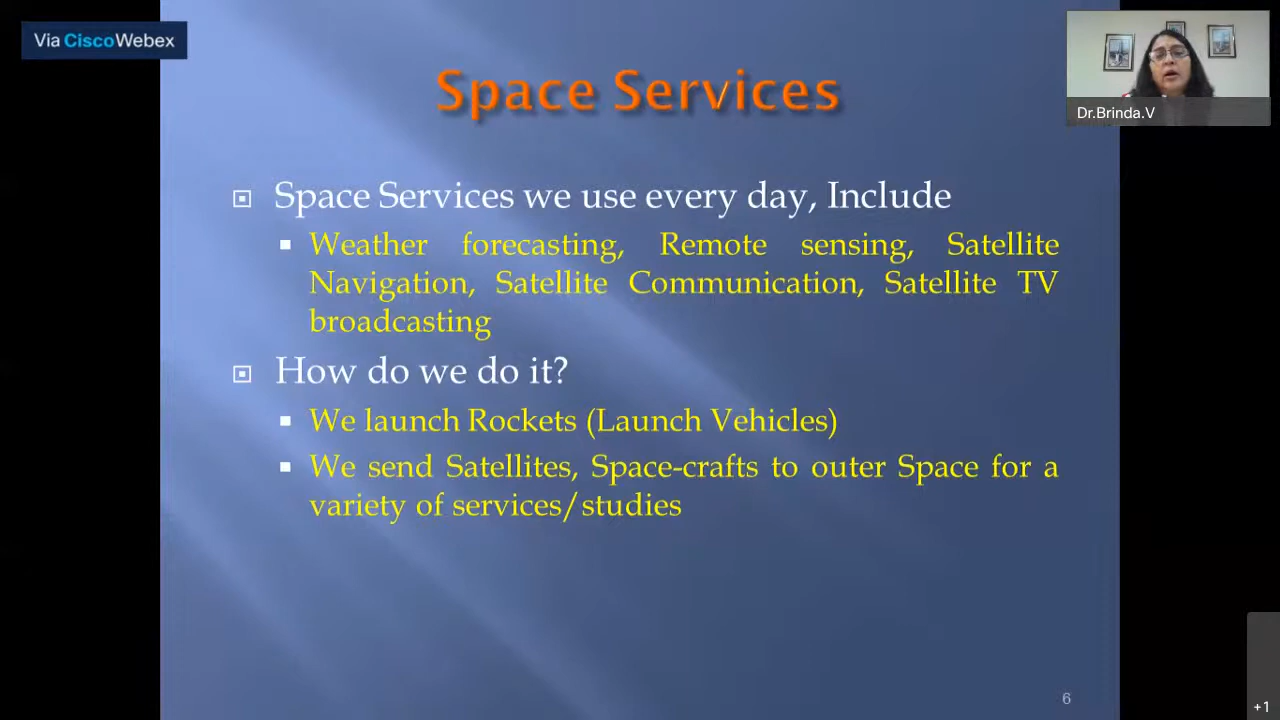 Via CiscoWebex
Dr.Brinda.V
Space Services
Space Services we use every day, Include
Weather forecasting, Remote sensing, Satellite
Navigation, Satellite Communication, Satellite TV
broadcasting
How do we do it?
We launch Rockets (Launch Vehicles)
We send Satellites, Space-crafts to outer Space for a
variety of services/studies
6
+1